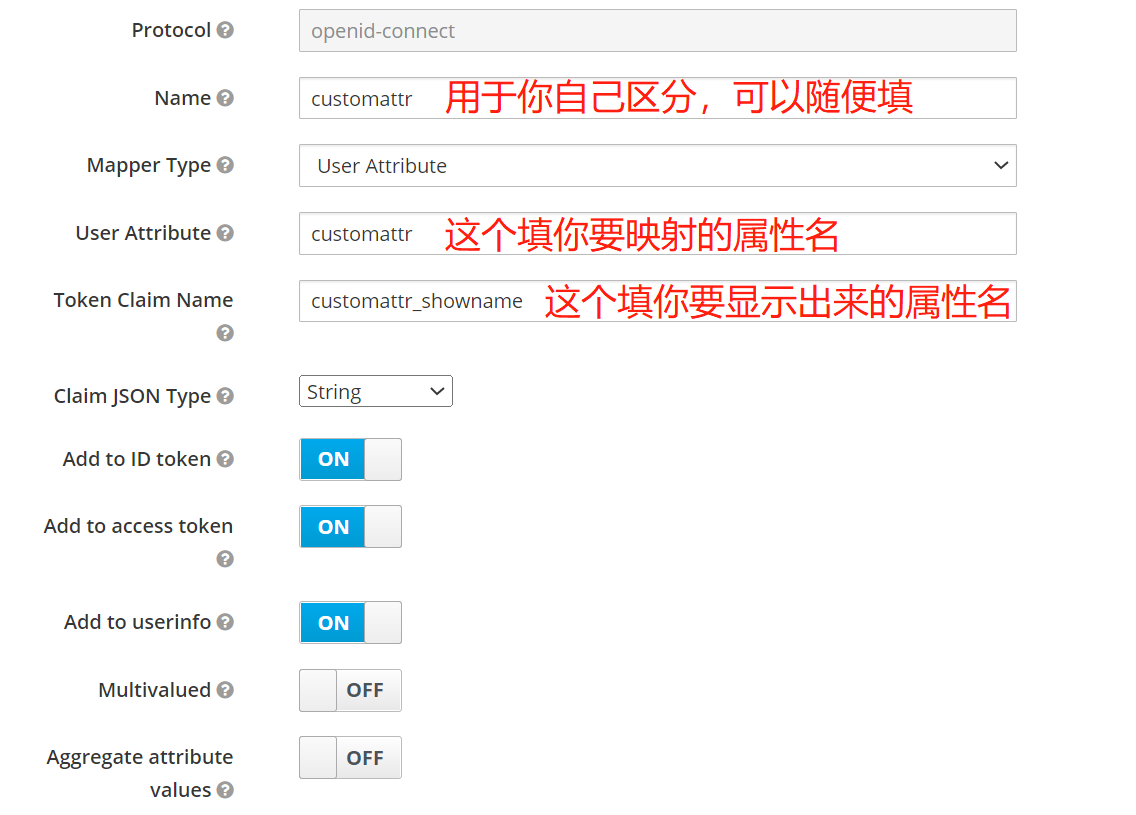 Protocol
openid-connect
Name
customattr 用于你自己区分，可以随便填
Mapper Type
User Attribute
User Attribute
customattr 这个填你要映射的属性名
Token Claim Name
customattr_showname 这个填你要显示出来的属性名
Claim JSON Type
String
Add to ID token
ON
Add to access token
ON
Add to userinfo
ON
Multivalued
OFF
Aggregate attribute
values
OFF